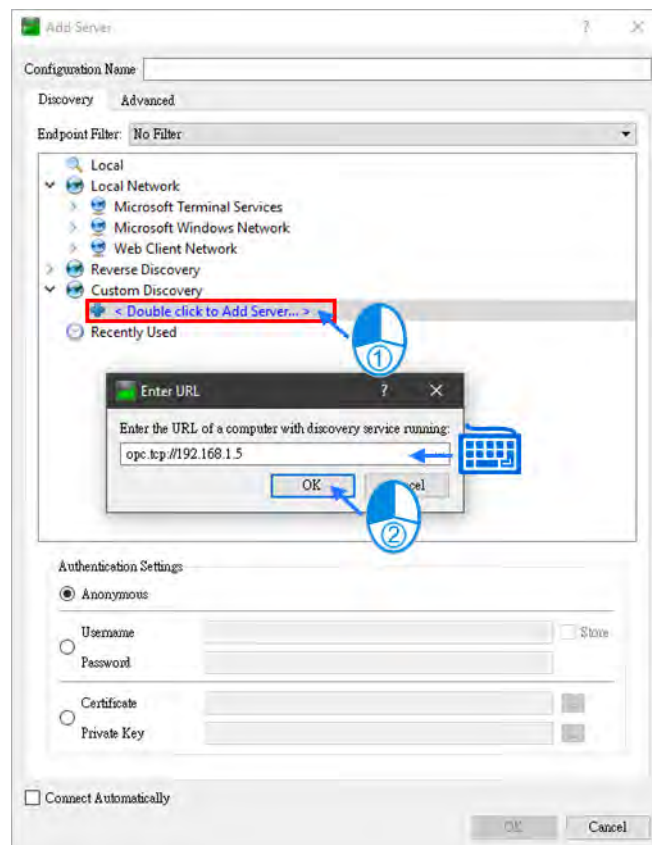 Add Server ? ×
Configuration Name
Discovery Advanced
Endpoint Filter: No Filter
Local
Local Network
Microsoft Terminal Services
Microsoft Windows Network
Web Client Network
Reverse Discovery
Custom Discovery
< Double click to Add Server... >
Recently Used
1
Enter URL ? ×
Enter the URL of a computer with discovery service running:
opc.tcp://192.168.1.5
OK
2
Authentication Settings
Anonymous
Username Store
Password
Certificate
Private Key
Connect Automatically
OK Cancel